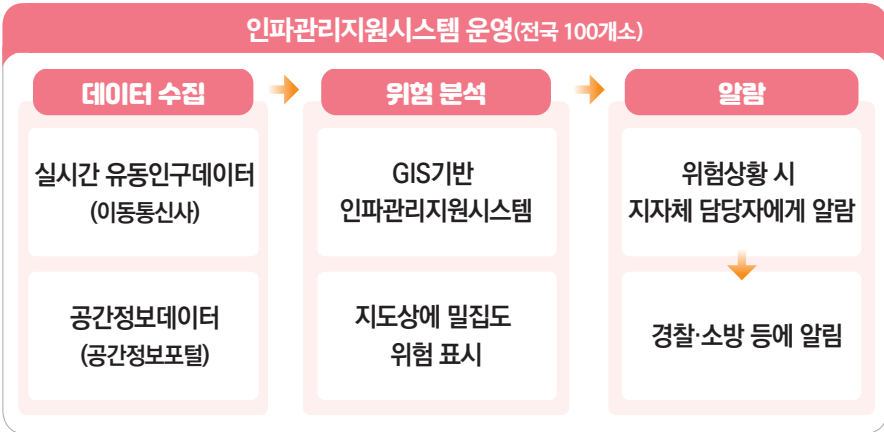 인파관리지원시스템 운영(전국 100개소)
데이터 수집
실시간 유동인구데이터
(이동통신사)
공간정보데이터
(공간정보포털)
위험 분석
GIS기반
인파관리지원시스템
지도상에 밀집도
위험 표시
알람
위험상황 시
지자체 담당자에게 알람
경찰·소방 등에 알림